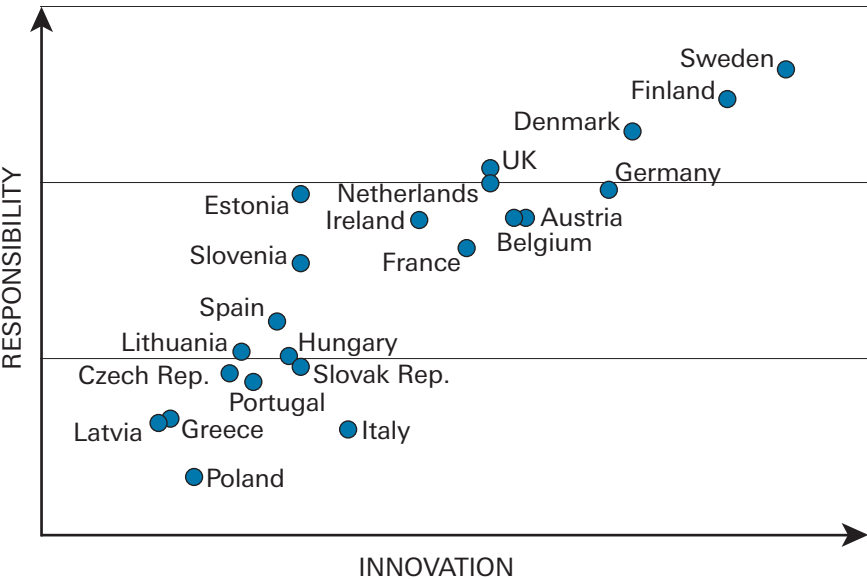 Sweden
Finland
Denmark
UK
Germany
Netherlands
Estonia
Ireland
Austria
Belgium
Slovenia
France
Spain
Lithuania
Hungary
Czech Rep.
Slovak Rep.
Portugal
Latvia
Greece
Italy
Poland
RESPONSIBILITY
INNOVATION